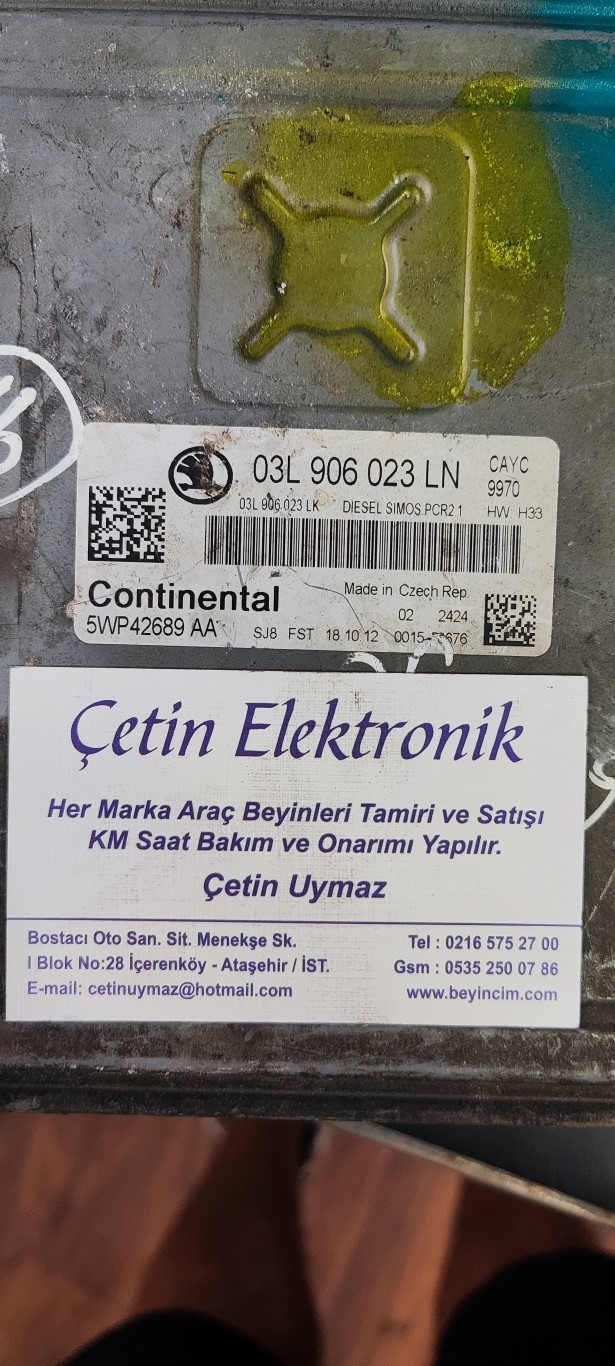 03L 906 023 LN
CAYC
9970
03L 906 023 LK DIESEL SIMOS PCR2.1 HW: H33
Continental
Made in Czech Rep.
02 2424
5WP42689 AA SJ8 FST 18.10.12
Çetin Elektronik
Her Marka Araç Beyinleri Tamiri ve Satışı
KM Saat Bakım ve Onarımı Yapılır.
Çetin Uymaz
Bostacı Oto San. Sit. Menekşe Sk.
I Blok No:28 İçerenköy - Ataşehir / İST.
E-mail: cetinuymaz@hotmail.com
Tel : 0216 575 27 00
Gsm : 0535 250 07 86
www.beyincim.com